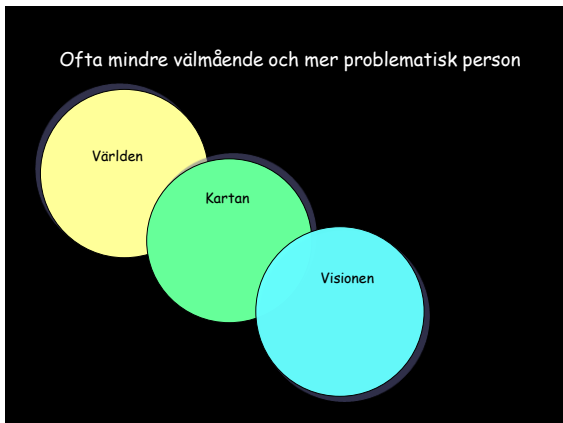 Ofta mindre välmående och mer problematisk person
Världen
Kartan
Visionen